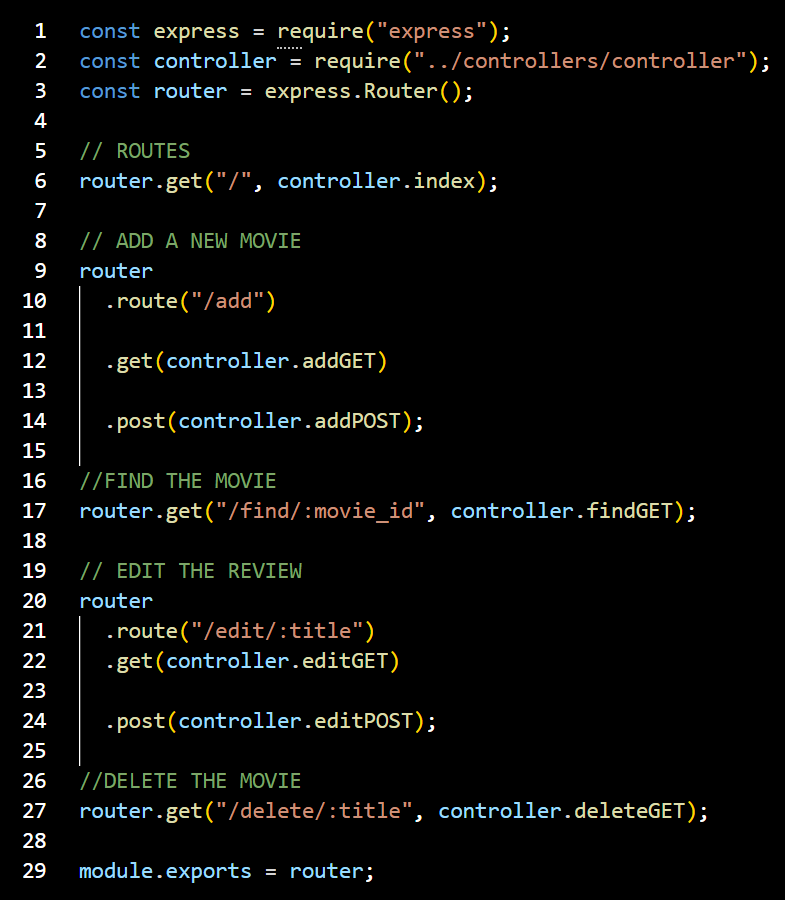 1 const express = require("express");
2 const controller = require("../controllers/controller");
3 const router = express.Router();
4
5 // ROUTES
6 router.get("/", controller.index);
7
8 // ADD A NEW MOVIE
9 router
10 .route("/add")
11
12 .get(controller.addGET)
13
14 .post(controller.addPOST);
15
16 //FIND THE MOVIE
17 router.get("/find/:movie_id", controller.findGET);
18
19 // EDIT THE REVIEW
20 router
21 .route("/edit/:title")
22 .get(controller.editGET)
23
24 .post(controller.editPOST);
25
26 //DELETE THE MOVIE
27 router.get("/delete/:title", controller.deleteGET);
28
29 module.exports = router;